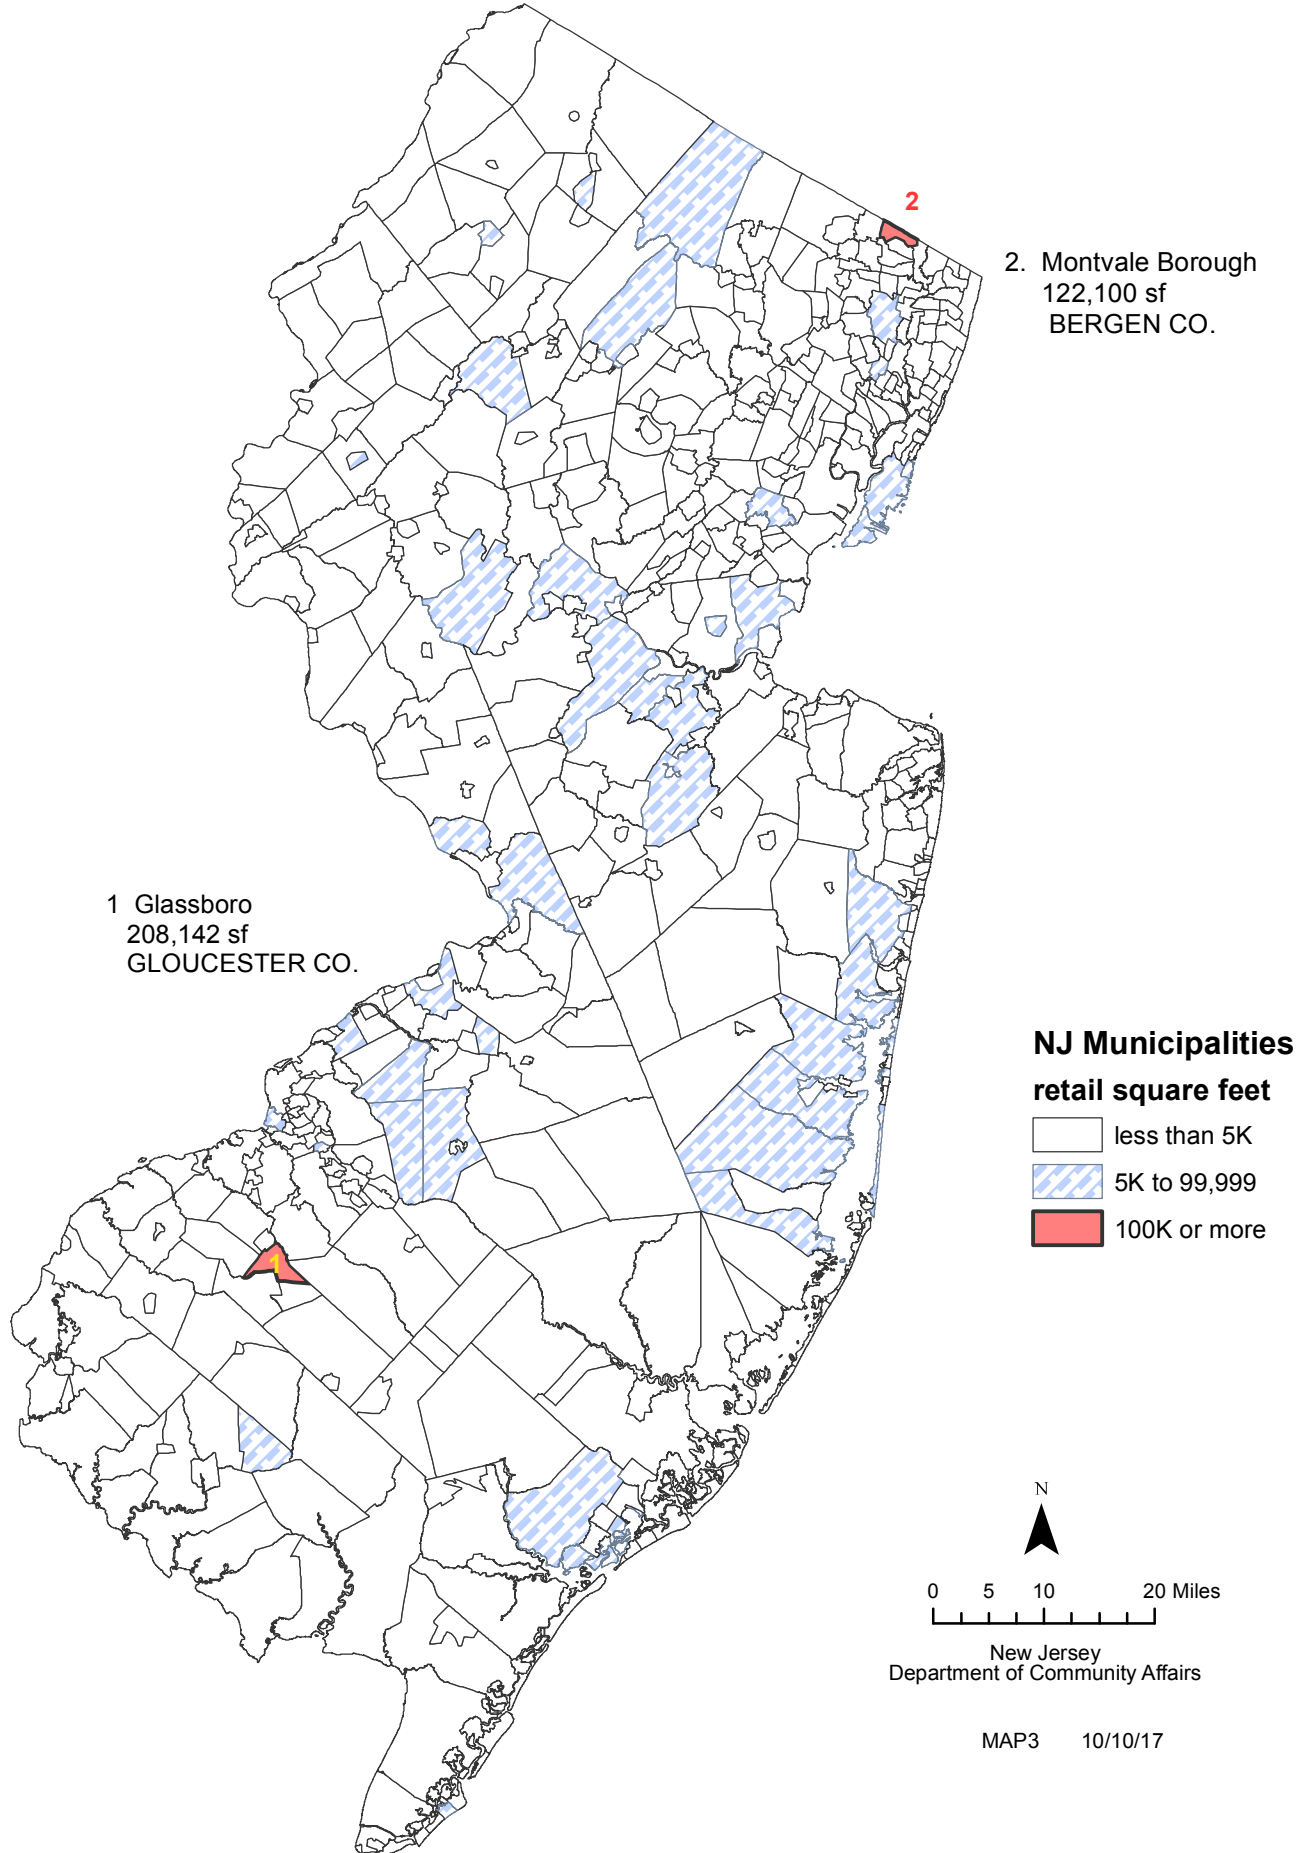 2
2. Montvale Borough
122,100 sf
BERGEN CO.
1 Glassboro
208,142 sf
GLOUCESTER CO.
1
NJ Municipalities
retail square feet
less than 5K
5K to 99,999
100K or more
N
0 5 10 20 Miles
New Jersey
Department of Community Affairs
MAP3 10/10/17